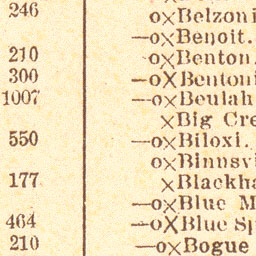 246 o×Belzoni
—o×Benoit.
210 o×Benton.
300 —o×Bentoni
1007 —o×Beulah
×Big Cre
550 —o×Biloxi.
o×Binnsvi
177 ×Blackha
—o×Blue M
464 —o×Blue Sp
210 —o×Bogue